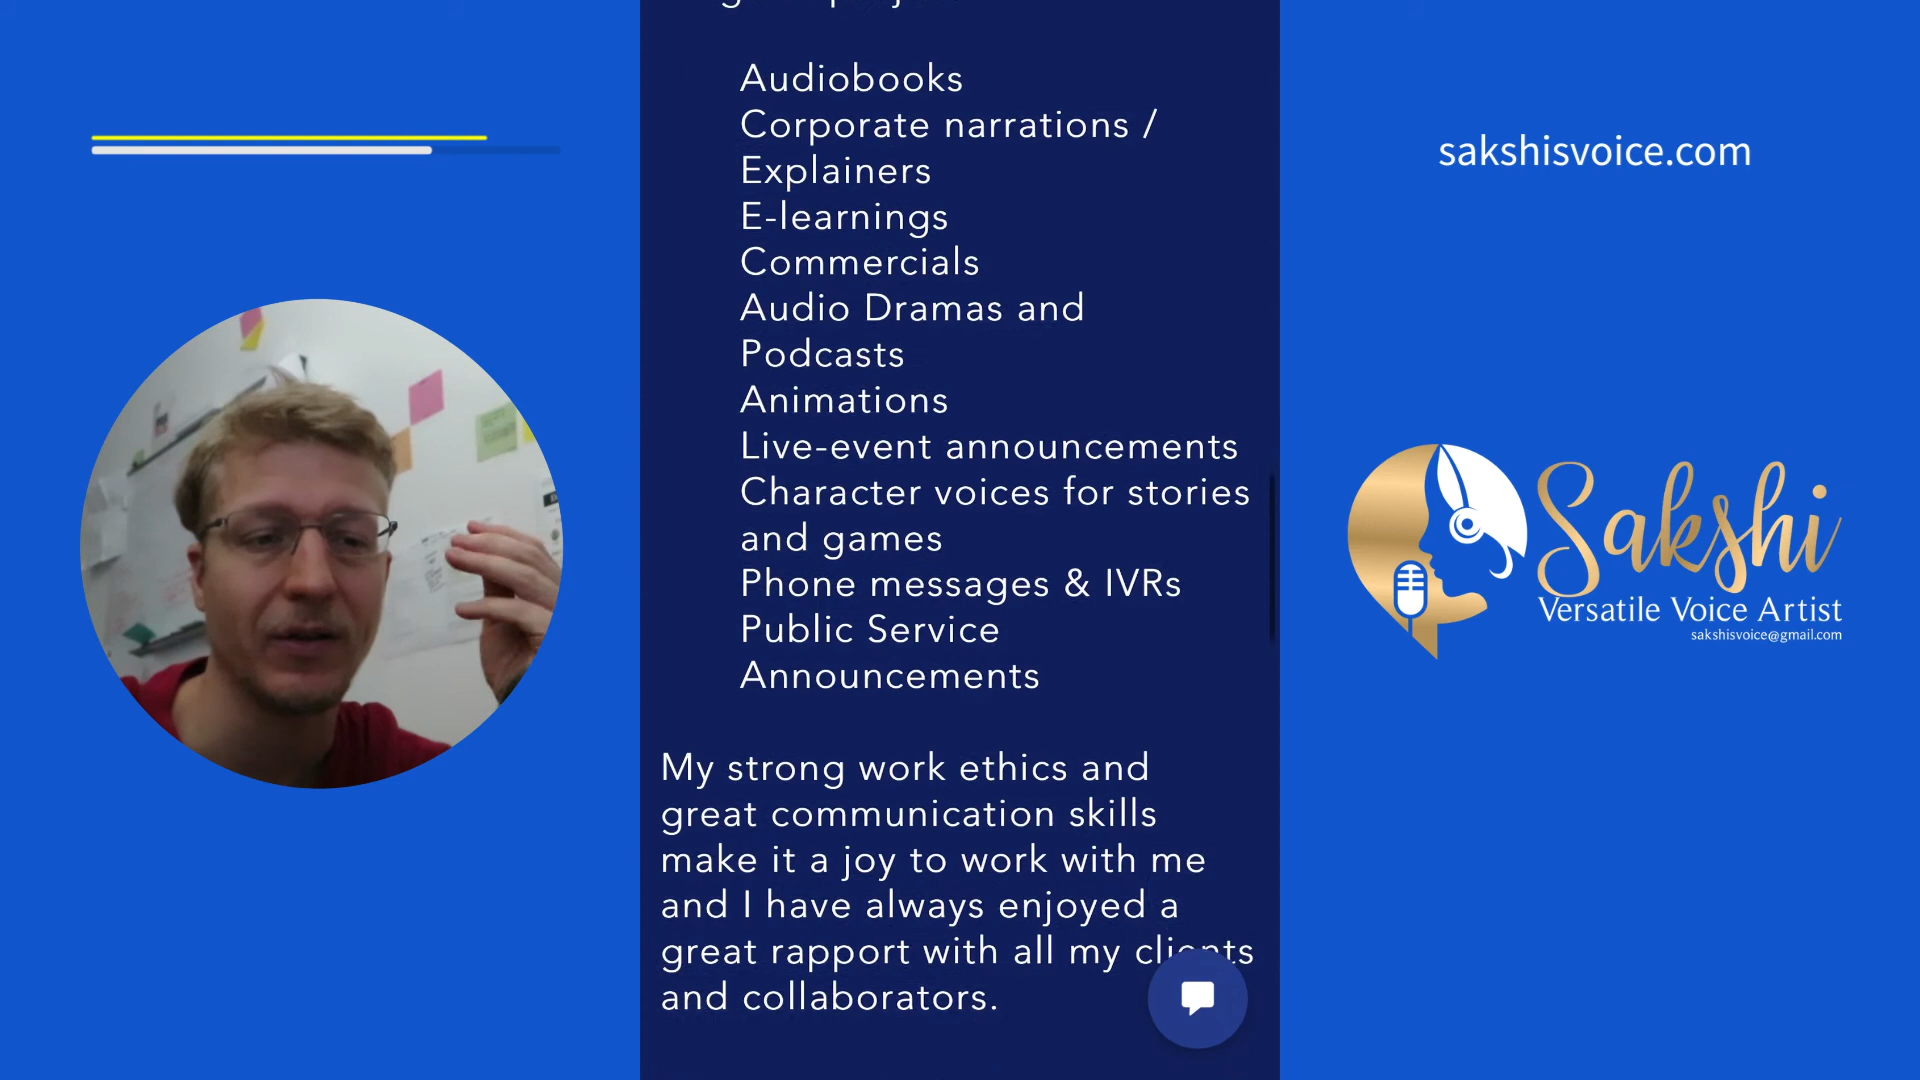 Audiobooks
Corporate narrations /
Explainers
E-learnings
Commercials
Audio Dramas and
Podcasts
Animations
Live-event announcements
Character voices for stories
and games
Phone messages & IVRs
Public Service
Announcements
My strong work ethics and
great communication skills
make it a joy to work with me
and I have always enjoyed a
great rapport with all my clients
and collaborators.
sakshisvoice.com
Sakshi
Versatile Voice Artist
sakshisvoice@gmail.com